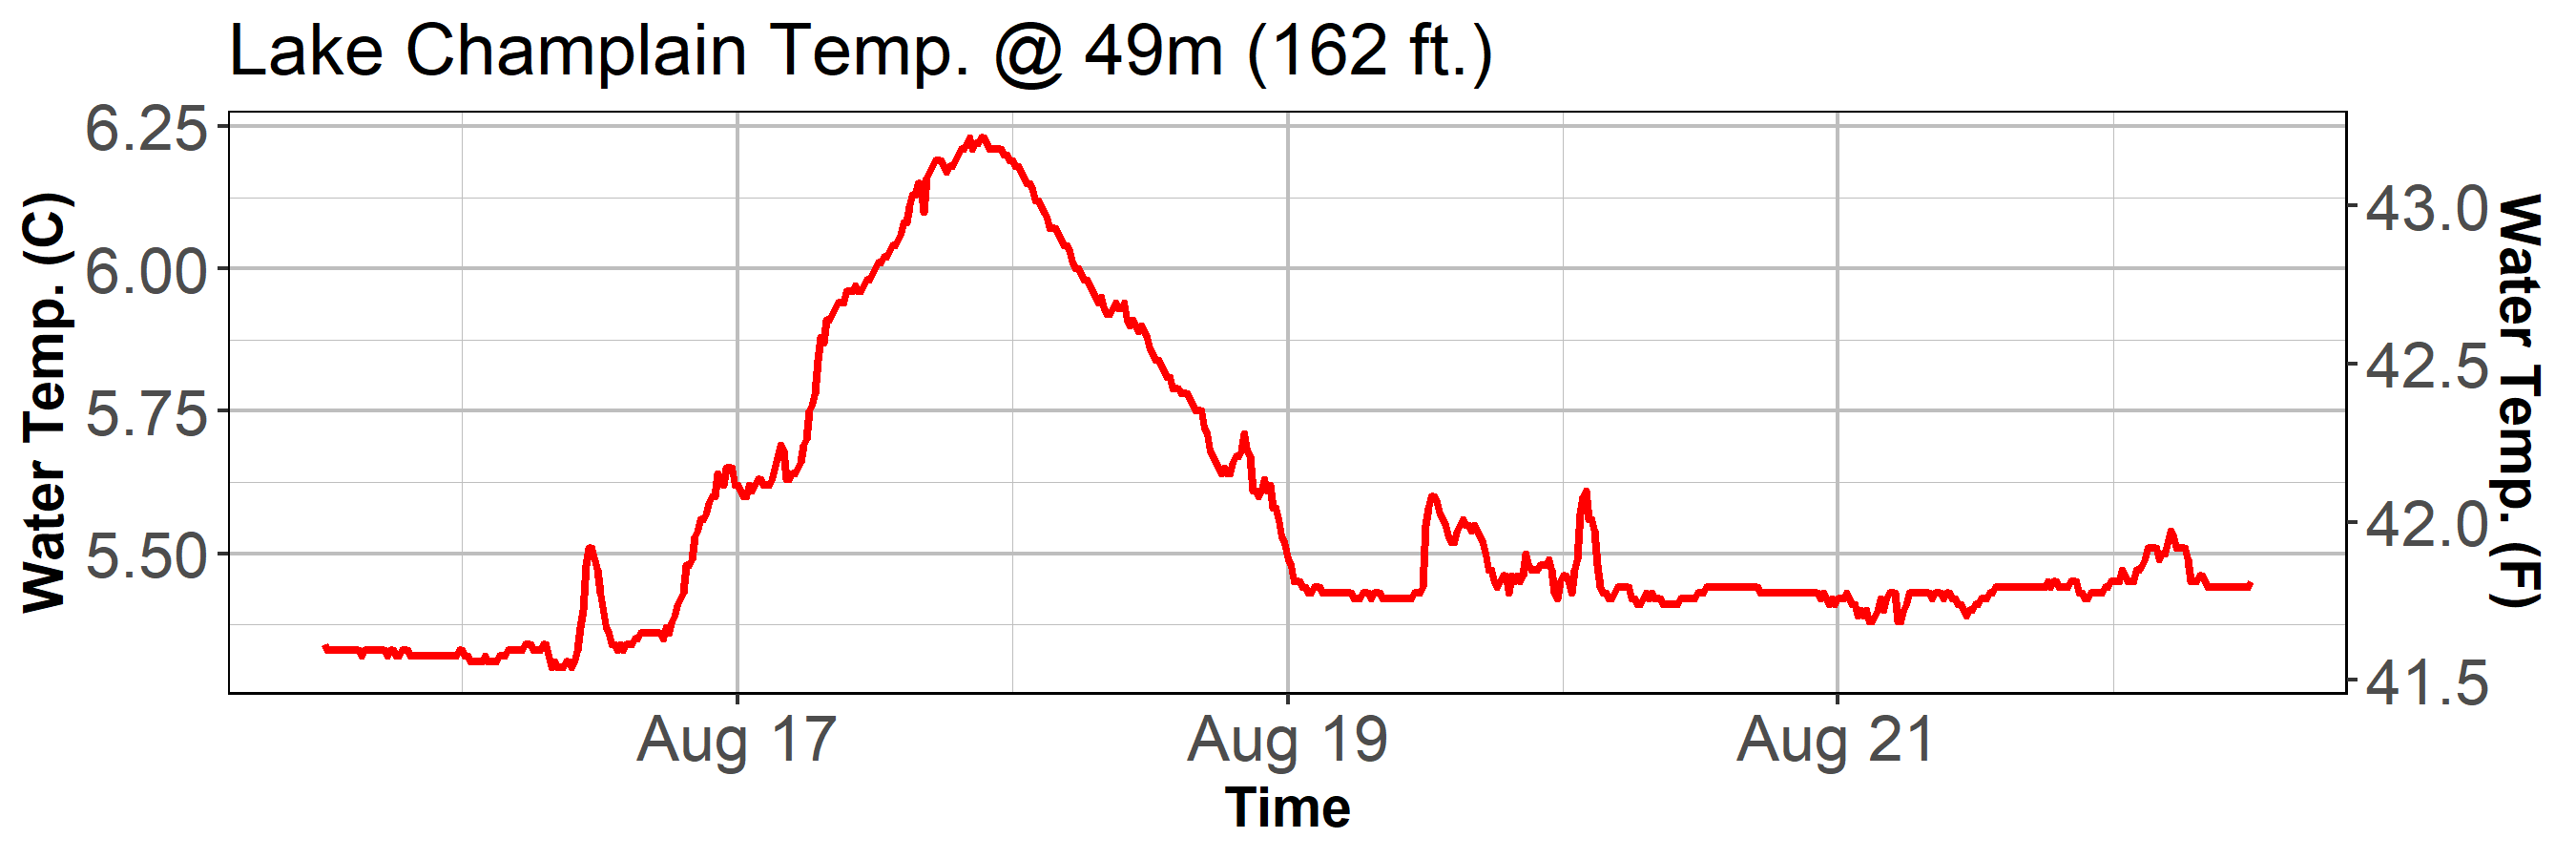 Lake Champlain Temp. @ 49m (162 ft.)
Water Temp. (C)
6.25
6.00
5.75
5.50
43.0
42.5
42.0
41.5
Water Temp. (F)
Aug 17
Aug 19
Aug 21
Time